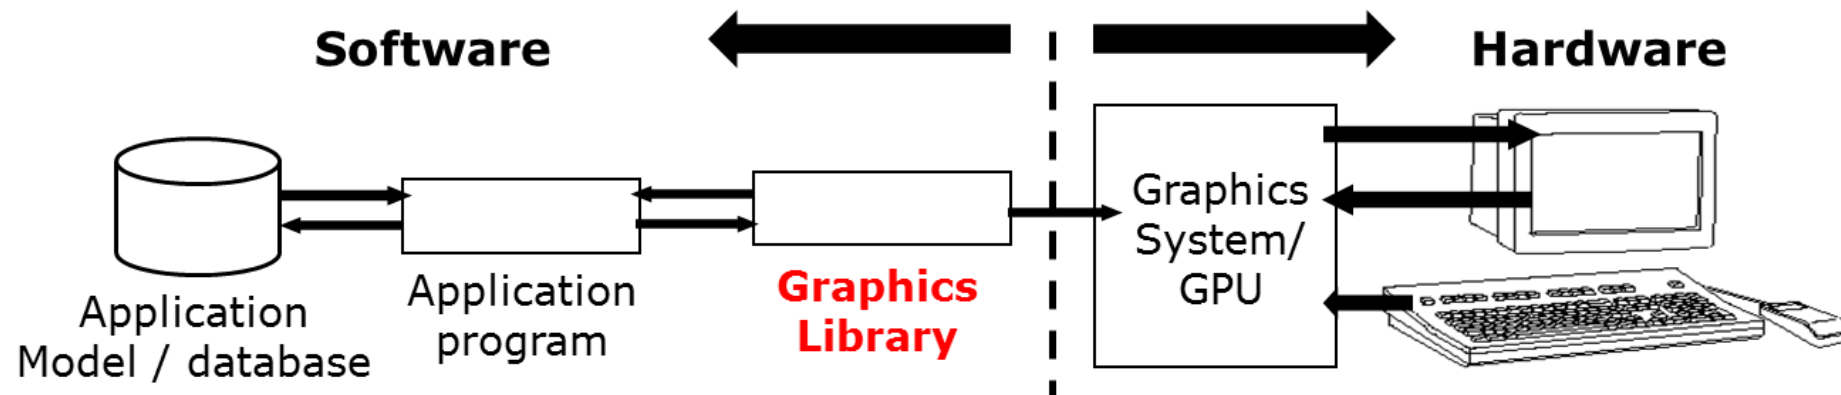 Software
Hardware
Application
Model / database
Application
program
Graphics
Library
Graphics
System/
GPU